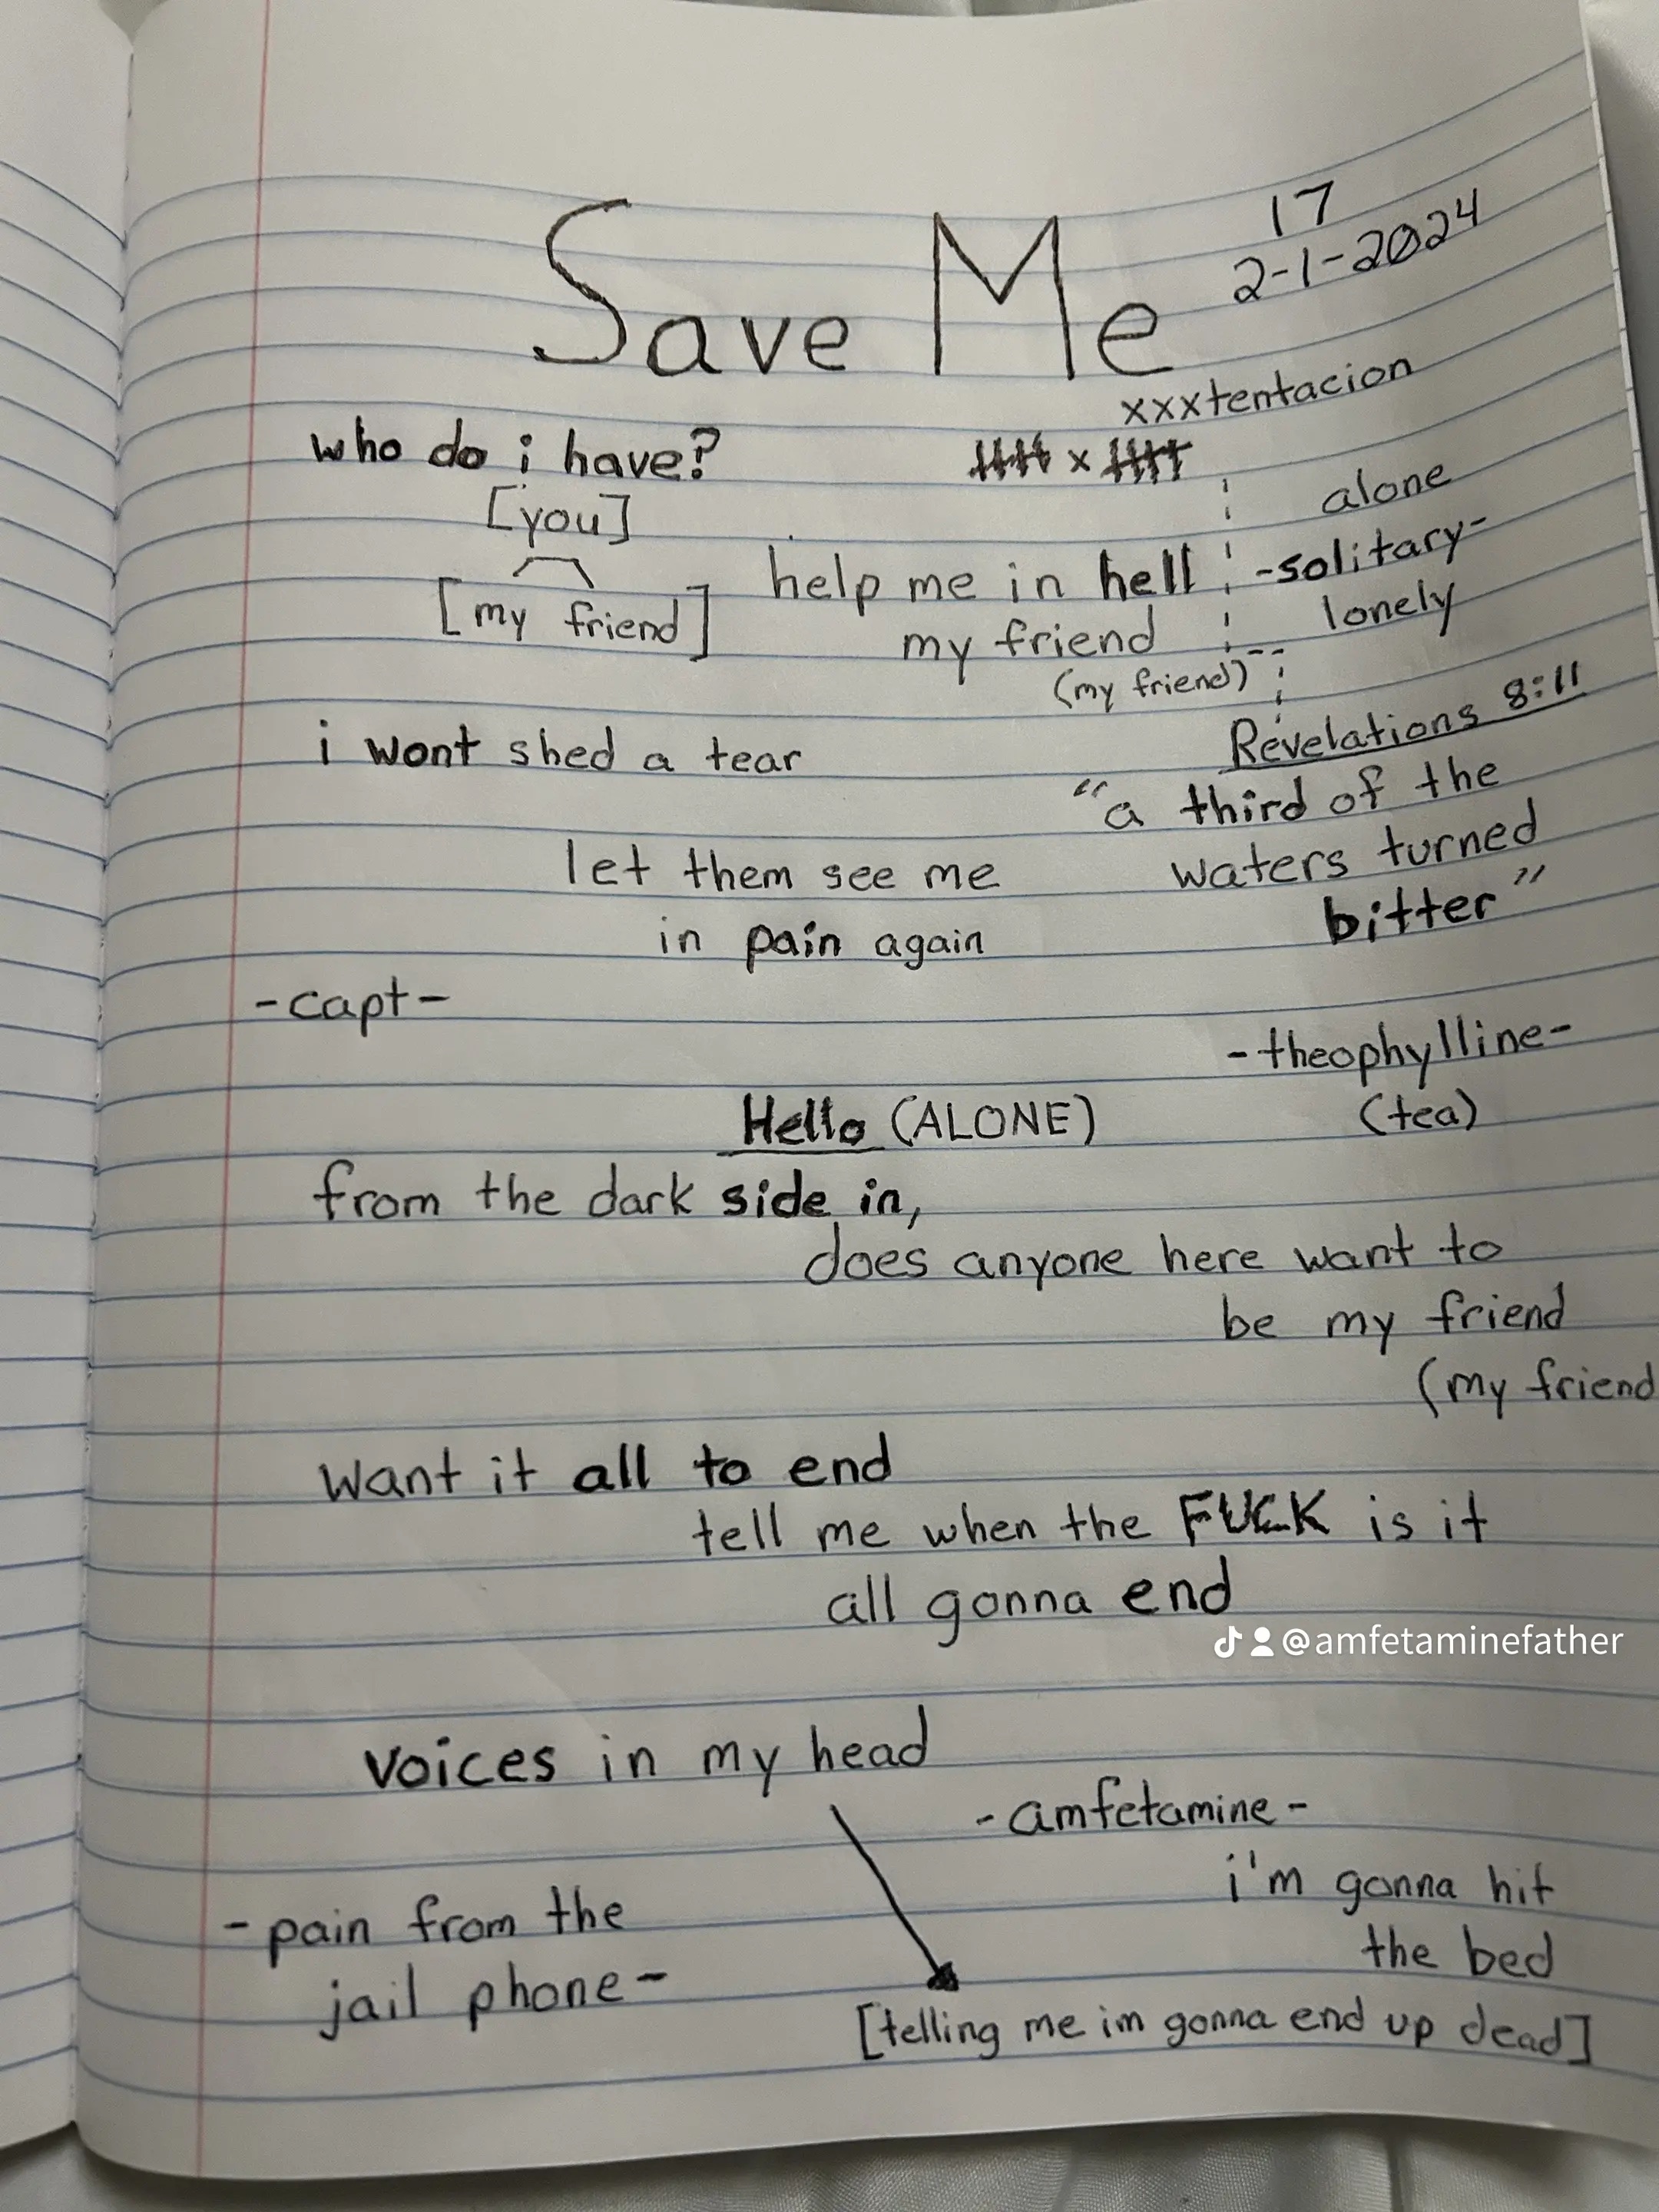 17
2-1-2024
Save Me
xxxtentacion
who do i have?
x
[you]
[my friend]
help me in hell
my friend
(my friend)
alone
-solitary-
lonely
Revelations 8:11
"a third of the
waters turned
bitter"
i wont shed a tear
let them see me
in pain again
-capt-
-theophylline-
(tea)
Hello (ALONE)
from the dark side in,
does anyone here want to
be my friend
(my friend
want it all to end
tell me when the FUCK is it
all gonna end
@amfetaminefather
voices in my head
-amfetamine-
i'm gonna hit
the bed
-pain from the
jail phone-
[telling me im gonna end up dead]